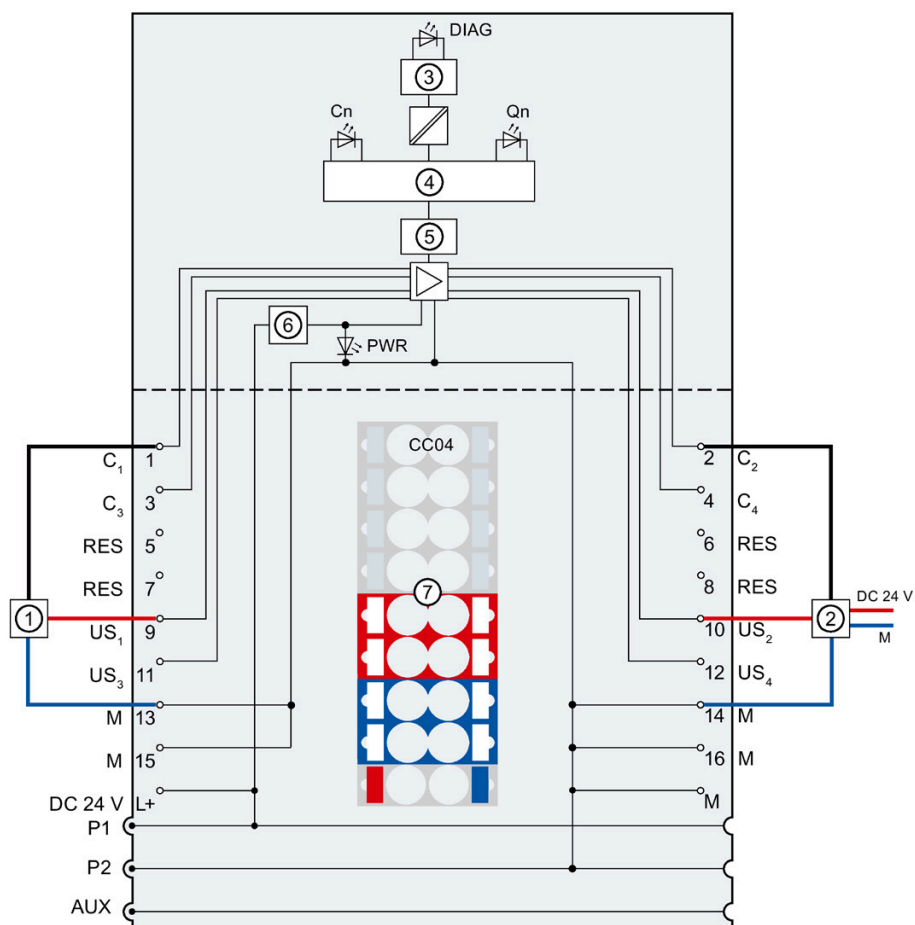 DIAG
③
Cn
Qn
④
⑤
⑥
PWR
CC04
C₁ 1
2 C₂
C₃ 3
4 C₄
RES 5
6 RES
RES 7
8 RES
⑦
①
US₁ 9
10 US₂
②
DC 24 V
M
US₃ 11
12 US₄
M 13
14 M
M 15
16 M
DC 24 V L+
M
P1
P2
AUX